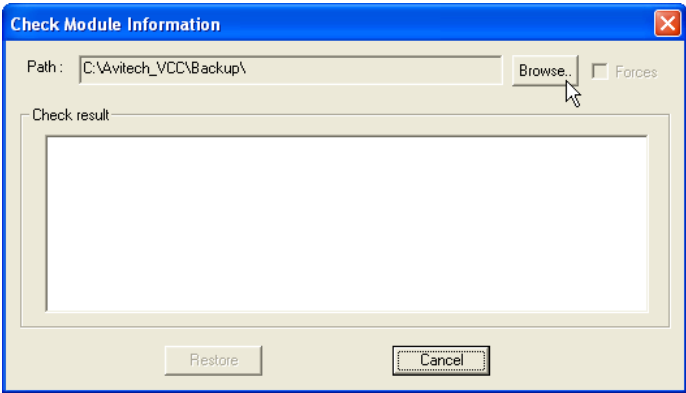 Check Module Information
Path : C:\Avitech_VCC\Backup\ Browse.. Forces
Check result
Restore Cancel